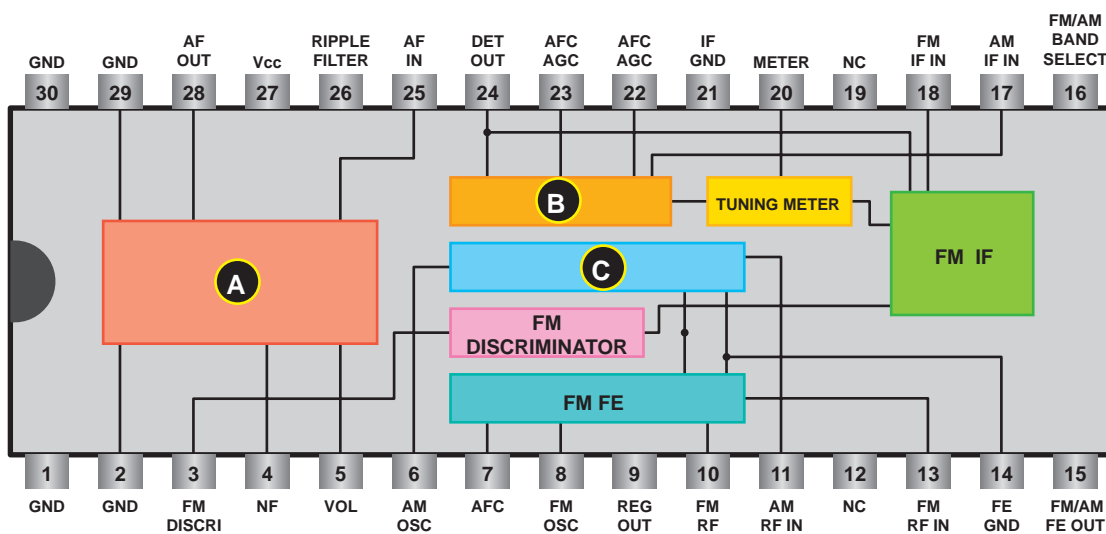 FM/AM
AF RIPPLE AF DET AFC AFC IF FM AM BAND
GND GND OUT Vcc FILTER IN OUT AGC AGC GND METER NC IF IN IF IN SELECT
30 29 28 27 26 25 24 23 22 21 20 19 18 17 16
B TUNING METER
A C FM IF
FM
DISCRIMINATOR
FM FE
1 2 3 4 5 6 7 8 9 10 11 12 13 14 15
GND GND FM NF VOL AM AFC FM REG FM AM NC FM FE FM/AM
DISCRI OSC OSC OUT RF RF IN RF IN GND FE OUT